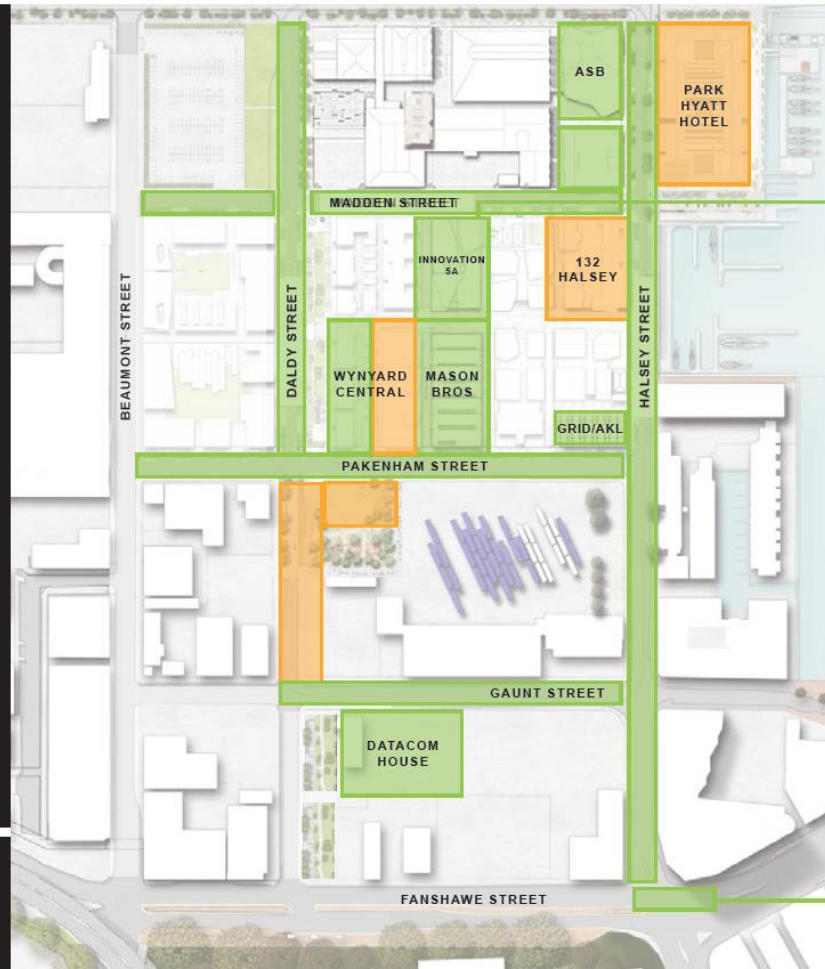 ASB
PARK
HYATT
HOTEL
MADDEN STREET
INNOVATION
5A
132
HALSEY
BEAUMONT STREET
DALDY STREET
HALSEY STREET
WYNYARD
CENTRAL
MASON
BROS
GRID/AKL
PAKENHAM STREET
GAUNT STREET
DATACOM
HOUSE
FANSHAWE STREET